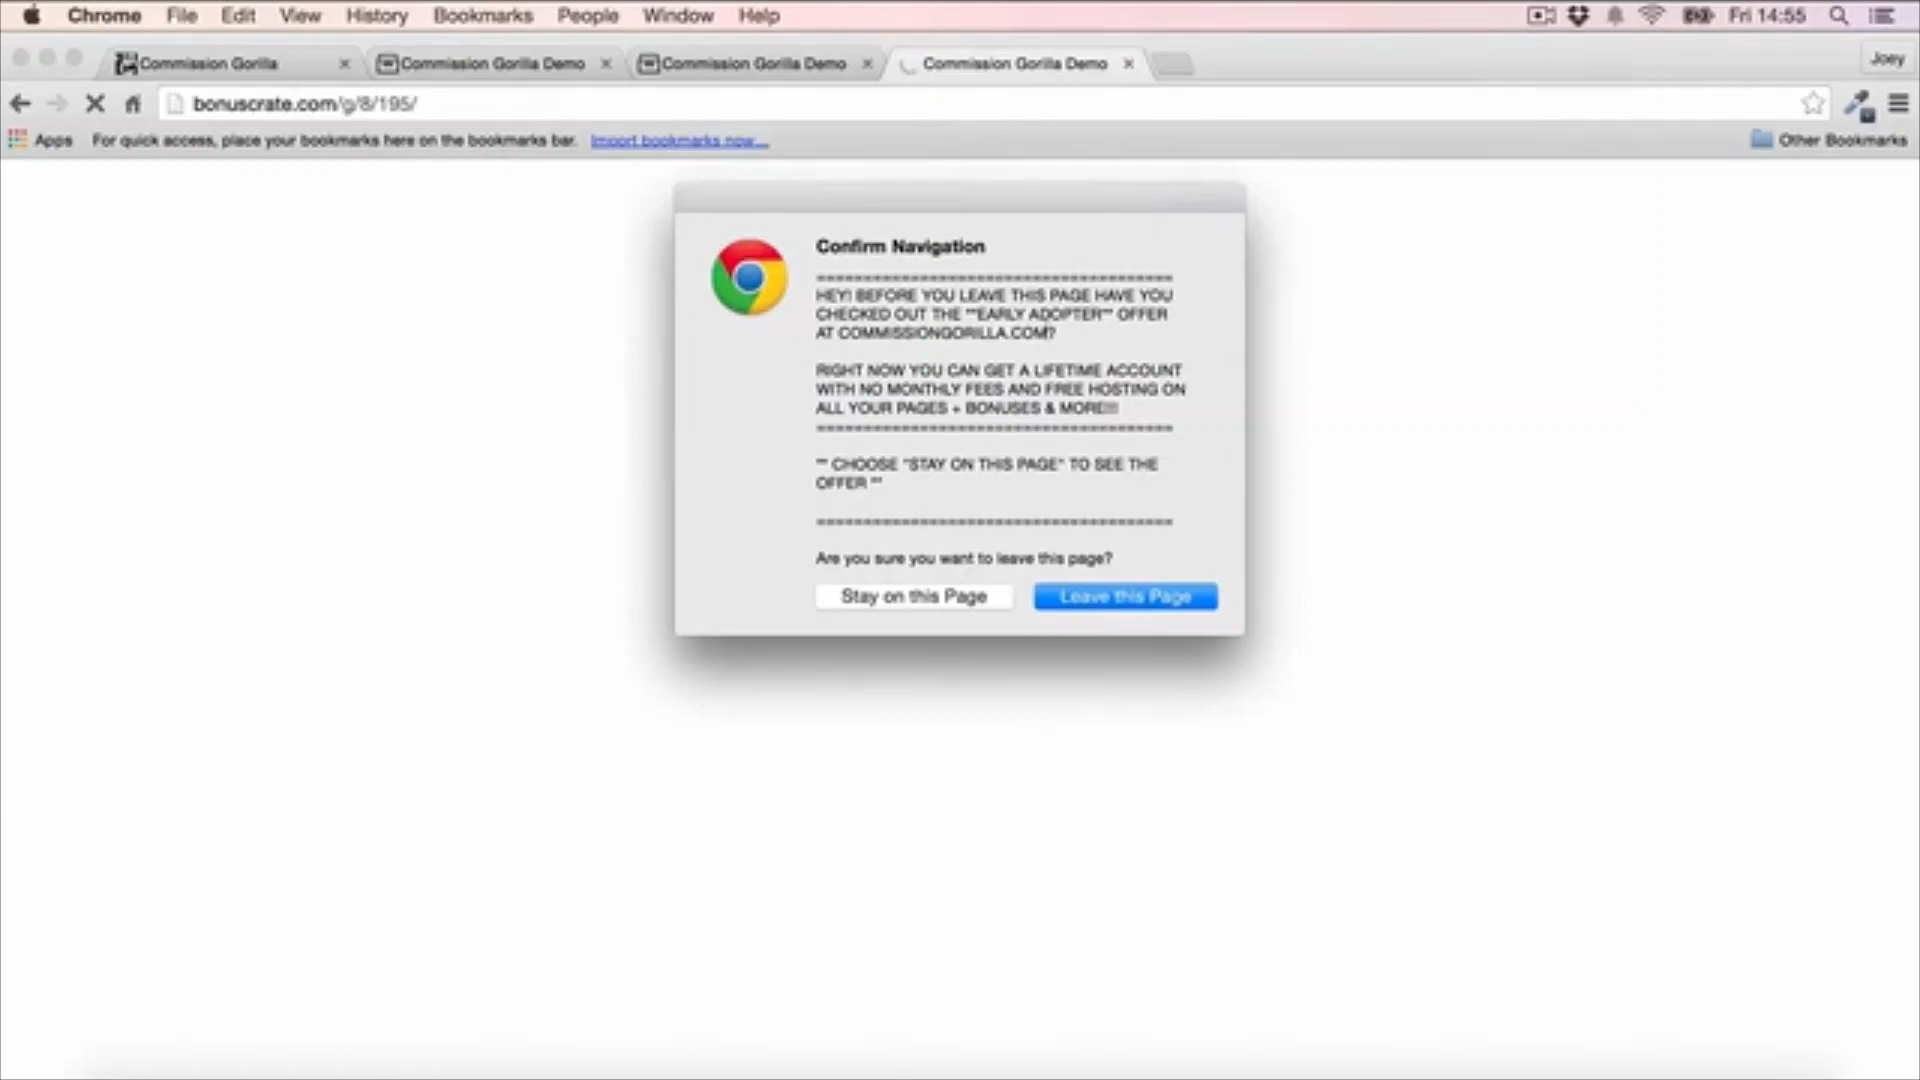 Chrome File Edit View History Bookmarks People Window Help Fri 14:55
Commission Gorilla Commission Gorilla Demo Commission Gorilla Demo Commission Gorilla Demo Joey
bonuscrate.com/g/8/195/
Apps For quick access, place your bookmarks here on the bookmarks bar. Import bookmarks now... Other Bookmarks
Confirm Navigation
======================================
HEY! BEFORE YOU LEAVE THIS PAGE HAVE YOU
CHECKED OUT THE **EARLY ADOPTER** OFFER
AT COMMISSIONGORILLA.COM?
RIGHT NOW YOU CAN GET A LIFETIME ACCOUNT
WITH NO MONTHLY FEES AND FREE HOSTING ON
ALL YOUR PAGES + BONUSES & MORE!!!
======================================
** CHOOSE "STAY ON THIS PAGE" TO SEE THE
OFFER **
======================================
Are you sure you want to leave this page?
Stay on this Page Leave this Page